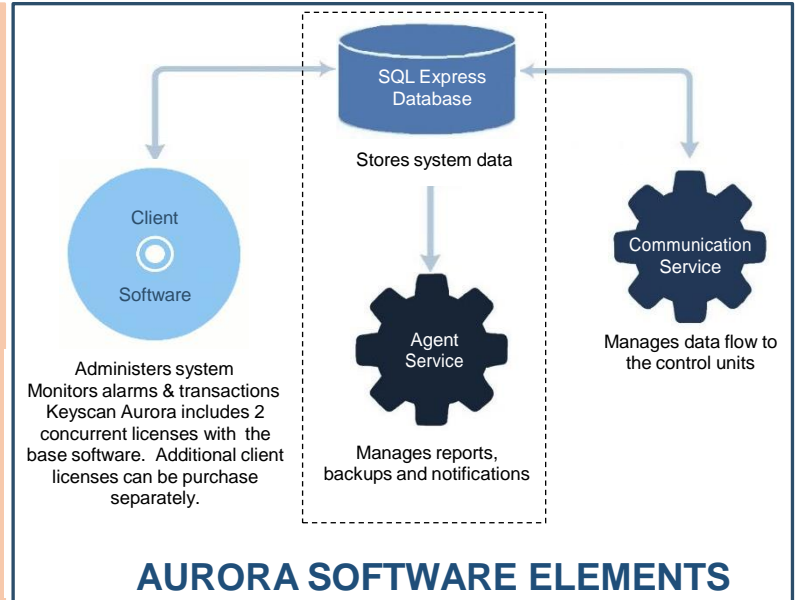 SQL Express
Database
Stores system data
Client
Software
Communication
Service
Agent
Service
Manages data flow to
the control units
Administers system
Monitors alarms & transactions
Keyscan Aurora includes 2
concurrent licenses with the
base software. Additional client
licenses can be purchase
separately.
Manages reports,
backups and notifications
AURORA SOFTWARE ELEMENTS